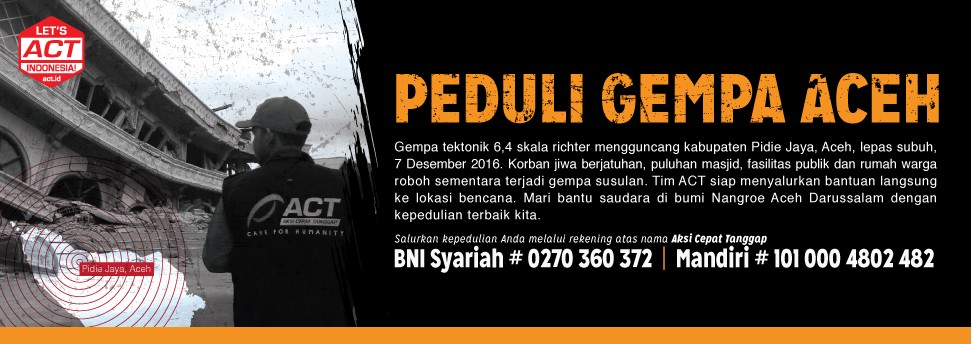 LET'S
ACT
INDONESIA!
act.id
PEDULI GEMPA ACEH
Gempa tektonik 6,4 skala richter mengguncang kabupaten Pidie Jaya, Aceh, lepas subuh,
7 Desember 2016. Korban jiwa berjatuhan, puluhan masjid, fasilitas publik dan rumah warga
roboh sementara terjadi gempa susulan. Tim ACT siap menyalurkan bantuan langsung
ke lokasi bencana. Mari bantu saudara di bumi Nangroe Aceh Darussalam dengan
kepedulian terbaik kita.
Salurkan kepedulian Anda melalui rekening atas nama Aksi Cepat Tanggap
BNI Syariah # 0270 360 372 | Mandiri # 101 000 4802 482
ACT
AKSI CEPAT TANGGAP
CARE FOR HUMANITY
Pidie Jaya, Aceh